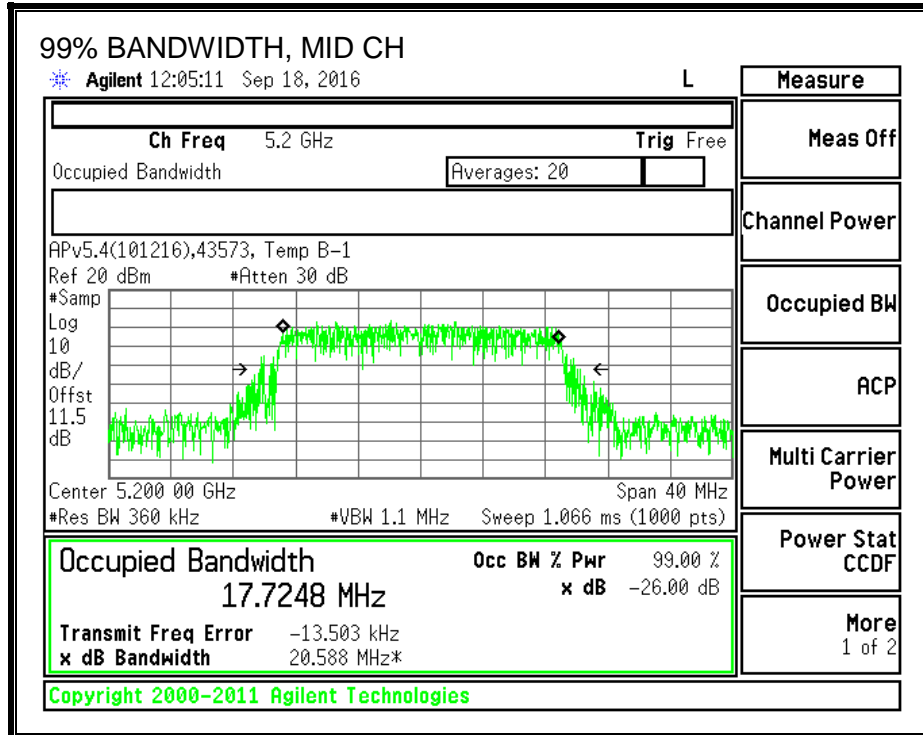 99% BANDWIDTH, MID CH
Agilent 12:05:11 Sep 18, 2016 L
Measure
Ch Freq 5.2 GHz Trig Free
Occupied Bandwidth Averages: 20
APv5.4(101216),43573, Temp B-1
Ref 20 dBm #Atten 30 dB
#Samp
Log
10
dB/
Offst
11.5
dB
Center 5.200 00 GHz Span 40 MHz
#Res BW 360 kHz #VBW 1.1 MHz Sweep 1.066 ms (1000 pts)
Occupied Bandwidth Occ BW % Pwr 99.00 %
17.7248 MHz x dB -26.00 dB
Transmit Freq Error -13.503 kHz
x dB Bandwidth 20.588 MHz*
Meas Off
Channel Power
Occupied BW
ACP
Multi Carrier
Power
Power Stat
CCDF
More
1 of 2
Copyright 2000-2011 Agilent Technologies